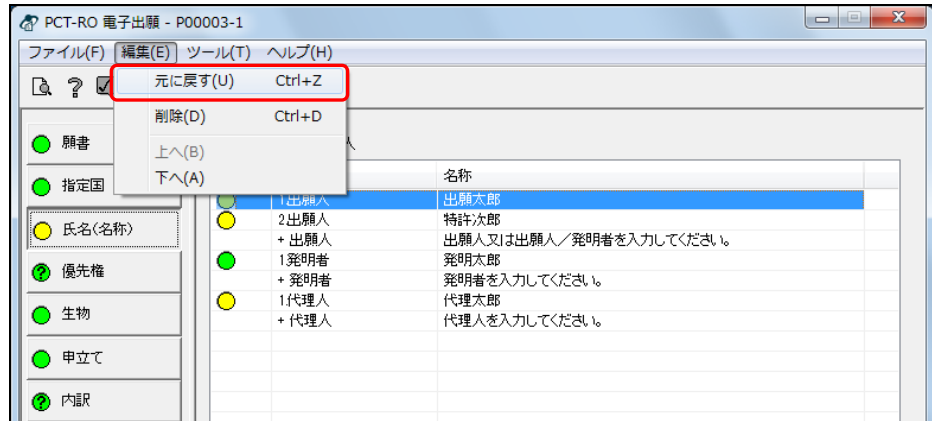 PCT-RO 電子出願 - P00003-1
ファイル(F) 編集(E) ツール(T) ヘルプ(H)
元に戻す(U) Ctrl+Z
削除(D) Ctrl+D
上へ(B)
下へ(A)
願書
指定国
氏名(名称)
優先権
生物
申立て
内訳
名称
1出願人 出願太郎
2出願人 特許次郎
+ 出願人 出願人又は出願人／発明者を入力してください。
1発明者 発明太郎
+ 発明者 発明者を入力してください。
1代理人 代理太郎
+ 代理人 代理人を入力してください。